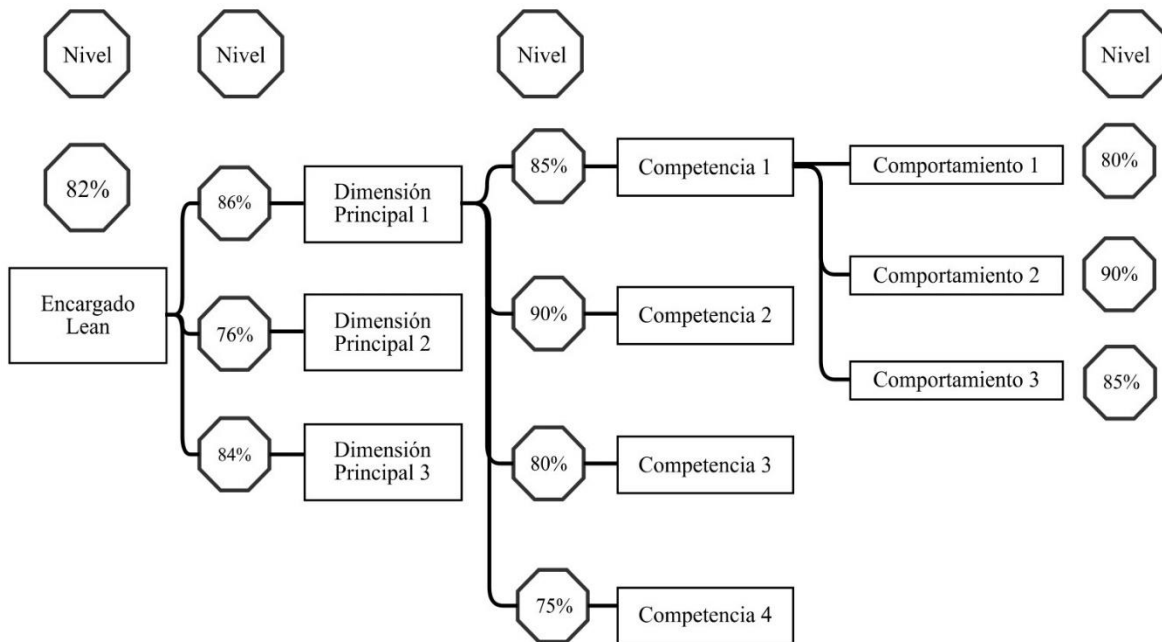 Nivel
Nivel
Nivel
Nivel
82%
Encargado
Lean
86%
Dimensión
Principal 1
76%
Dimensión
Principal 2
84%
Dimensión
Principal 3
85%
Competencia 1
90%
Competencia 2
80%
Competencia 3
75%
Competencia 4
Comportamiento 1
80%
Comportamiento 2
90%
Comportamiento 3
85%